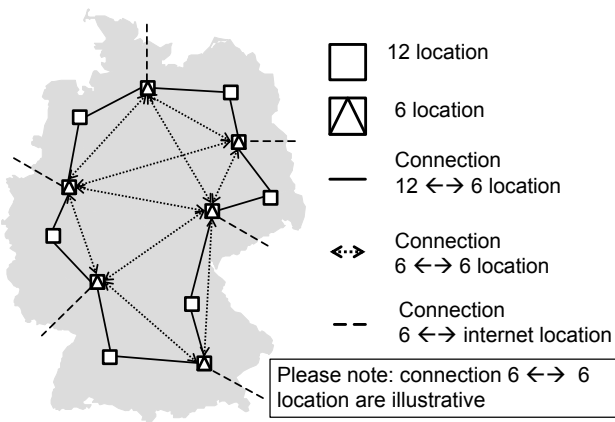 12 location
6 location
Connection
12 ←→ 6 location
Connection
6 ←→ 6 location
Connection
6 ←→ internet location
Please note: connection 6 ←→ 6
location are illustrative